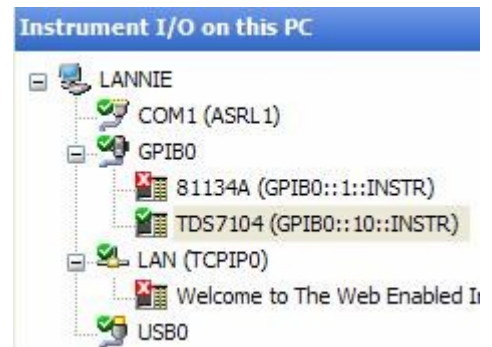 Instrument I/O on this PC
LANNIE
COM1 (ASRL1)
GPIB0
81134A (GPIB0::1::INSTR)
TDS7104 (GPIB0::10::INSTR)
LAN (TCPIP0)
Welcome to The Web Enabled
USB0